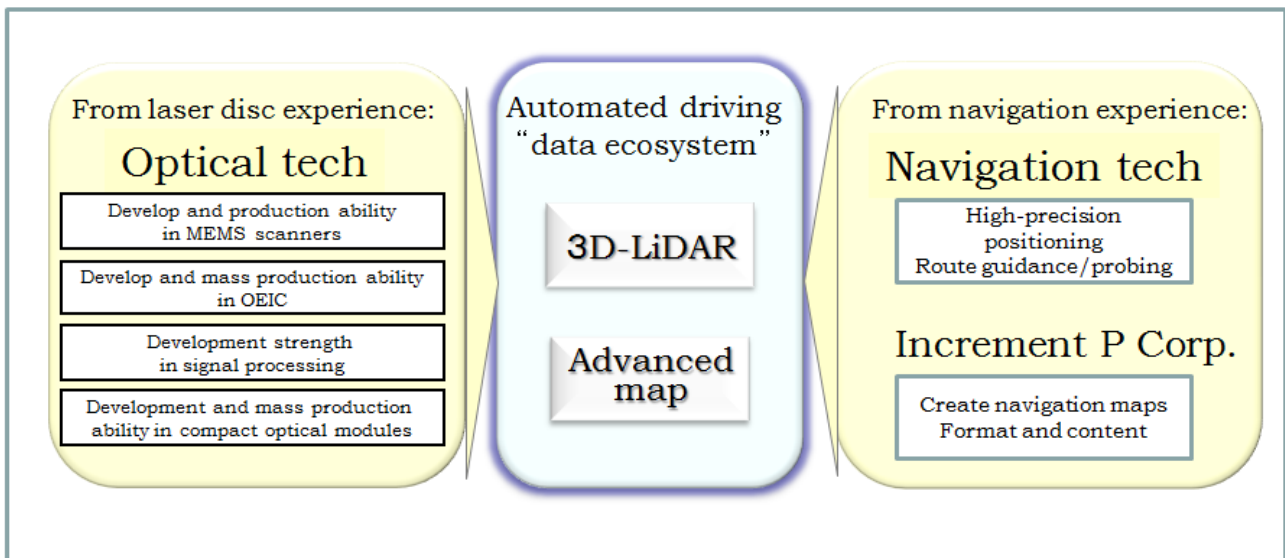 From laser disc experience:
Optical tech
Develop and production ability
in MEMS scanners
Develop and mass production ability
in OEIC
Development strength
in signal processing
Development and mass production
ability in compact optical modules
Automated driving
“data ecosystem”
3D-LiDAR
Advanced
map
From navigation experience:
Navigation tech
High-precision
positioning
Route guidance/probing
Increment P Corp.
Create navigation maps
Format and content